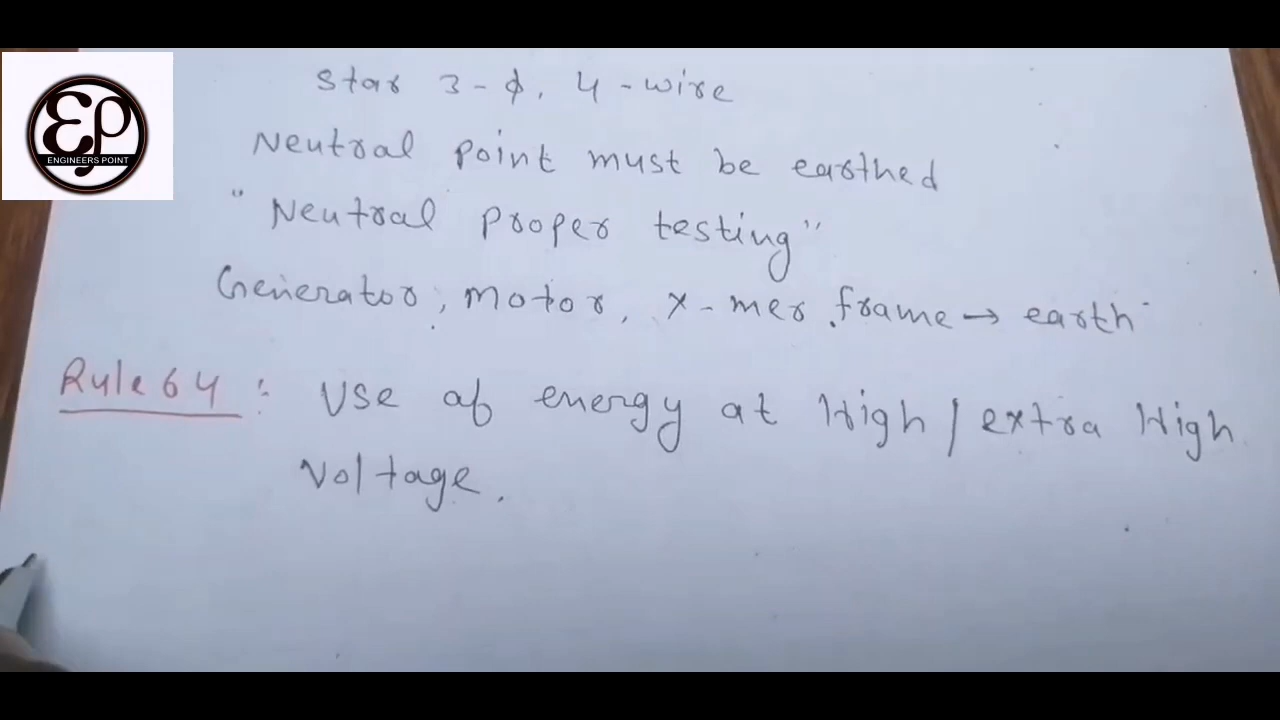 Star 3-ϕ, 4-wire
Neutral point must be earthed
"Neutral proper testing"
Generator, motor, x-mer frame → earth
Rule 64 : Use of energy at High / extra High
Voltage.
EP
ENGINEERS POINT